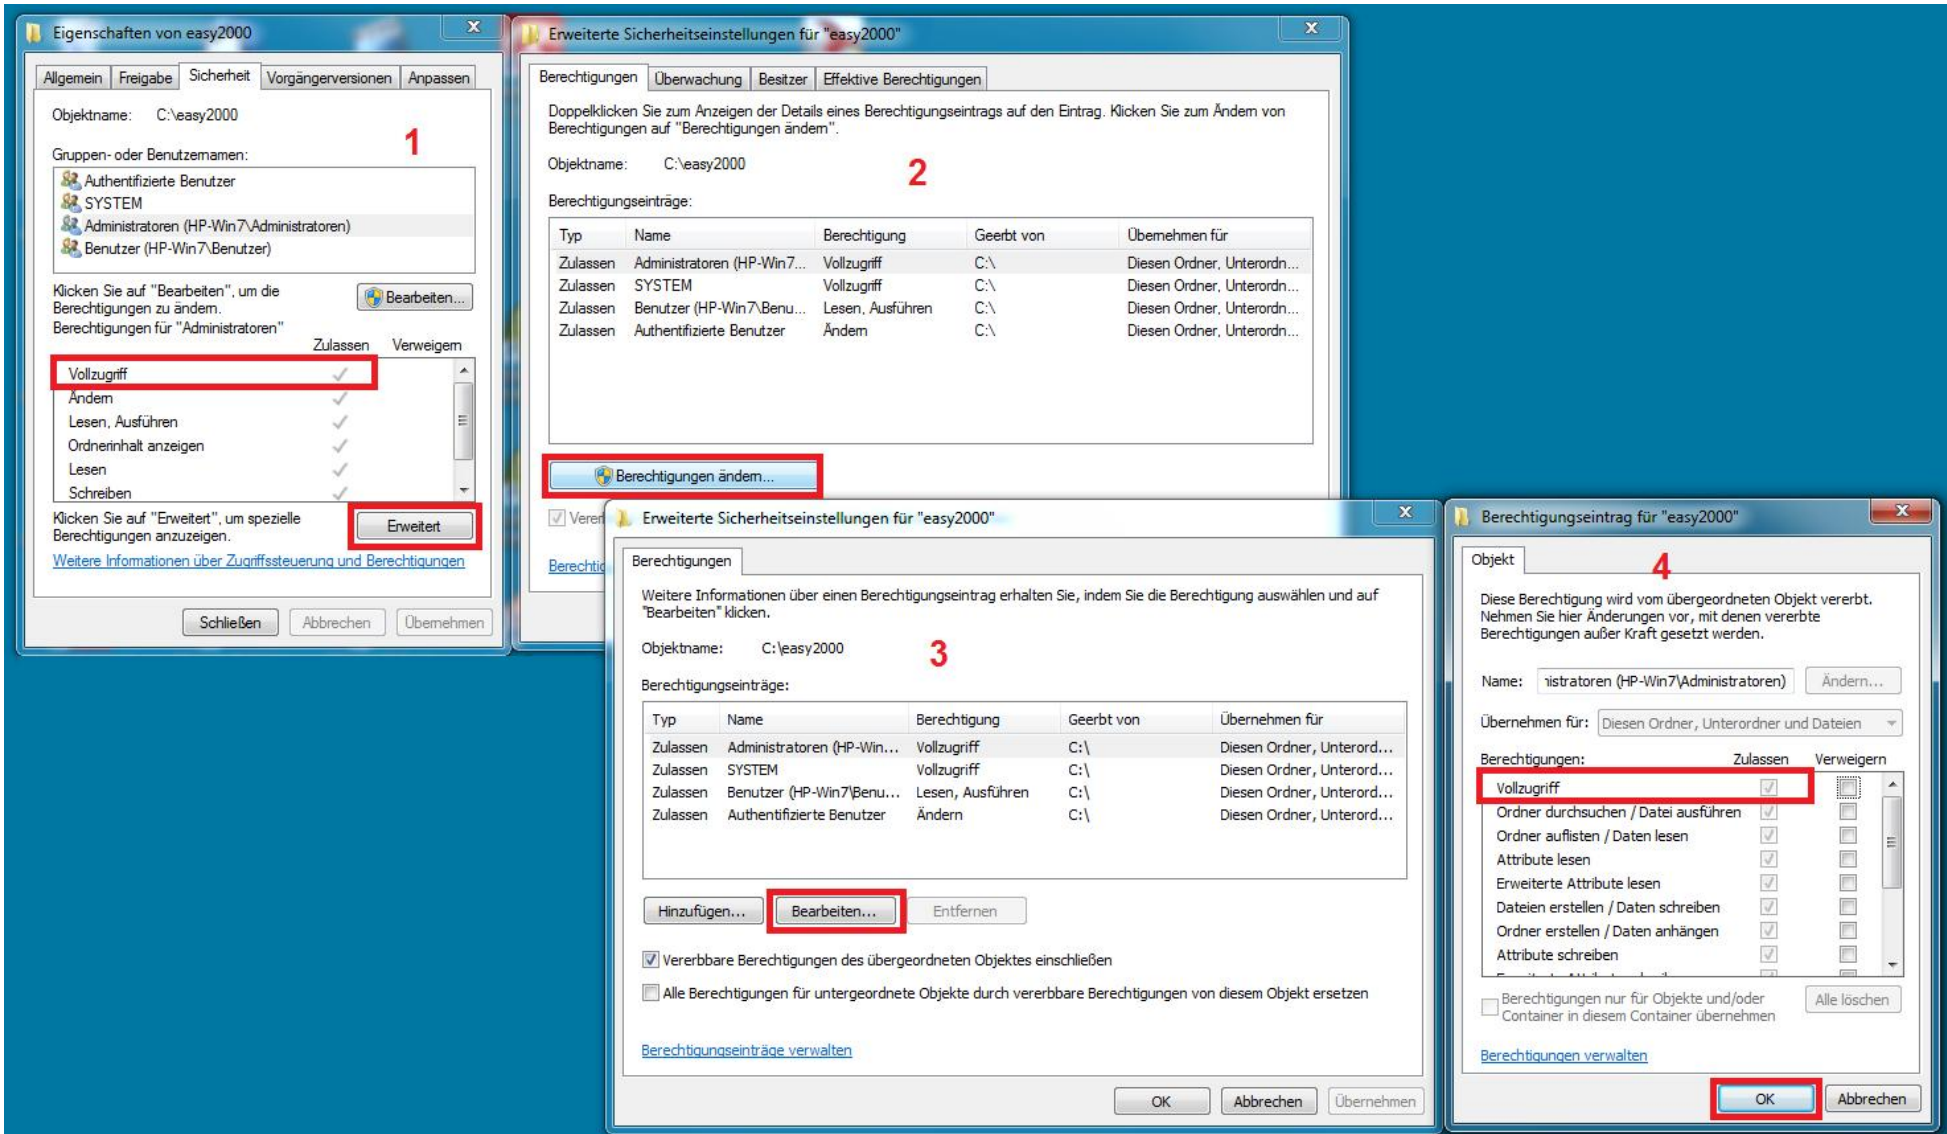 Eigenschaften von easy2000
Allgemein Freigabe Sicherheit Vorgängerversionen Anpassen
Objektname: C:\easy2000
1
Gruppen- oder Benutzernamen:
Authentifizierte Benutzer
SYSTEM
Administratoren (HP-Win7\Administratoren)
Benutzer (HP-Win7\Benutzer)
Klicken Sie auf "Bearbeiten", um die
Berechtigungen zu ändern.
Bearbeiten...
Berechtigungen für "Administratoren"
Zulassen Verweigern
Vollzugriff
Ändern
Lesen, Ausführen
Ordnerinhalt anzeigen
Lesen
Schreiben
Klicken Sie auf "Erweitert", um spezielle
Berechtigungen anzuzeigen.
Erweitert
Weitere Informationen über Zugriffssteuerung und Berechtigungen
Schließen Abbrechen Übernehmen
Erweiterte Sicherheitseinstellungen für "easy2000"
Berechtigungen Überwachung Besitzer Effektive Berechtigungen
Doppelklicken Sie zum Anzeigen der Details eines Berechtigungseintrags auf den Eintrag. Klicken Sie zum Ändern von
Berechtigungen auf "Berechtigungen ändern".
Objektname: C:\easy2000
2
Berechtigungseinträge:
Typ Name Berechtigung Geerbt von Übernehmen für
Zulassen Administratoren (HP-Win7... Vollzugriff C:\ Diesen Ordner, Unterordn...
Zulassen SYSTEM Vollzugriff C:\ Diesen Ordner, Unterordn...
Zulassen Benutzer (HP-Win7\Benu... Lesen, Ausführen C:\ Diesen Ordner, Unterordn...
Zulassen Authentifizierte Benutzer Ändern C:\ Diesen Ordner, Unterordn...
Berechtigungen ändern...
Vererl
Berechtig
Erweiterte Sicherheitseinstellungen für "easy2000"
Berechtigungen
Weitere Informationen über einen Berechtigungseintrag erhalten Sie, indem Sie die Berechtigung auswählen und auf
"Bearbeiten" klicken.
Objektname: C:\easy2000
3
Berechtigungseinträge:
Typ Name Berechtigung Geerbt von Übernehmen für
Zulassen Administratoren (HP-Win... Vollzugriff C:\ Diesen Ordner, Unterord...
Zulassen SYSTEM Vollzugriff C:\ Diesen Ordner, Unterord...
Zulassen Benutzer (HP-Win7\Benu... Lesen, Ausführen C:\ Diesen Ordner, Unterord...
Zulassen Authentifizierte Benutzer Ändern C:\ Diesen Ordner, Unterord...
Hinzufügen... Bearbeiten... Entfernen
Vererbbare Berechtigungen des übergeordneten Objektes einschließen
Alle Berechtigungen für untergeordnete Objekte durch vererbbare Berechtigungen von diesem Objekt ersetzen
Berechtigungseinträge verwalten
OK Abbrechen Übernehmen
Berechtigungseintrag für "easy2000"
Objekt
4
Diese Berechtigung wird vom übergeordneten Objekt vererbt.
Nehmen Sie hier Änderungen vor, mit denen vererbte
Berechtigungen außer Kraft gesetzt werden.
Name: nistratoren (HP-Win7\Administratoren) Ändern...
Übernehmen für: Diesen Ordner, Unterordner und Dateien
Berechtigungen: Zulassen Verweigern
Vollzugriff
Ordner durchsuchen / Datei ausführen
Ordner auflisten / Daten lesen
Attribute lesen
Erweiterte Attribute lesen
Dateien erstellen / Daten schreiben
Ordner erstellen / Daten anhängen
Attribute schreiben
Berechtigungen nur für Objekte und/oder
Container in diesem Container übernehmen
Alle löschen
Berechtigungen verwalten
OK Abbrechen